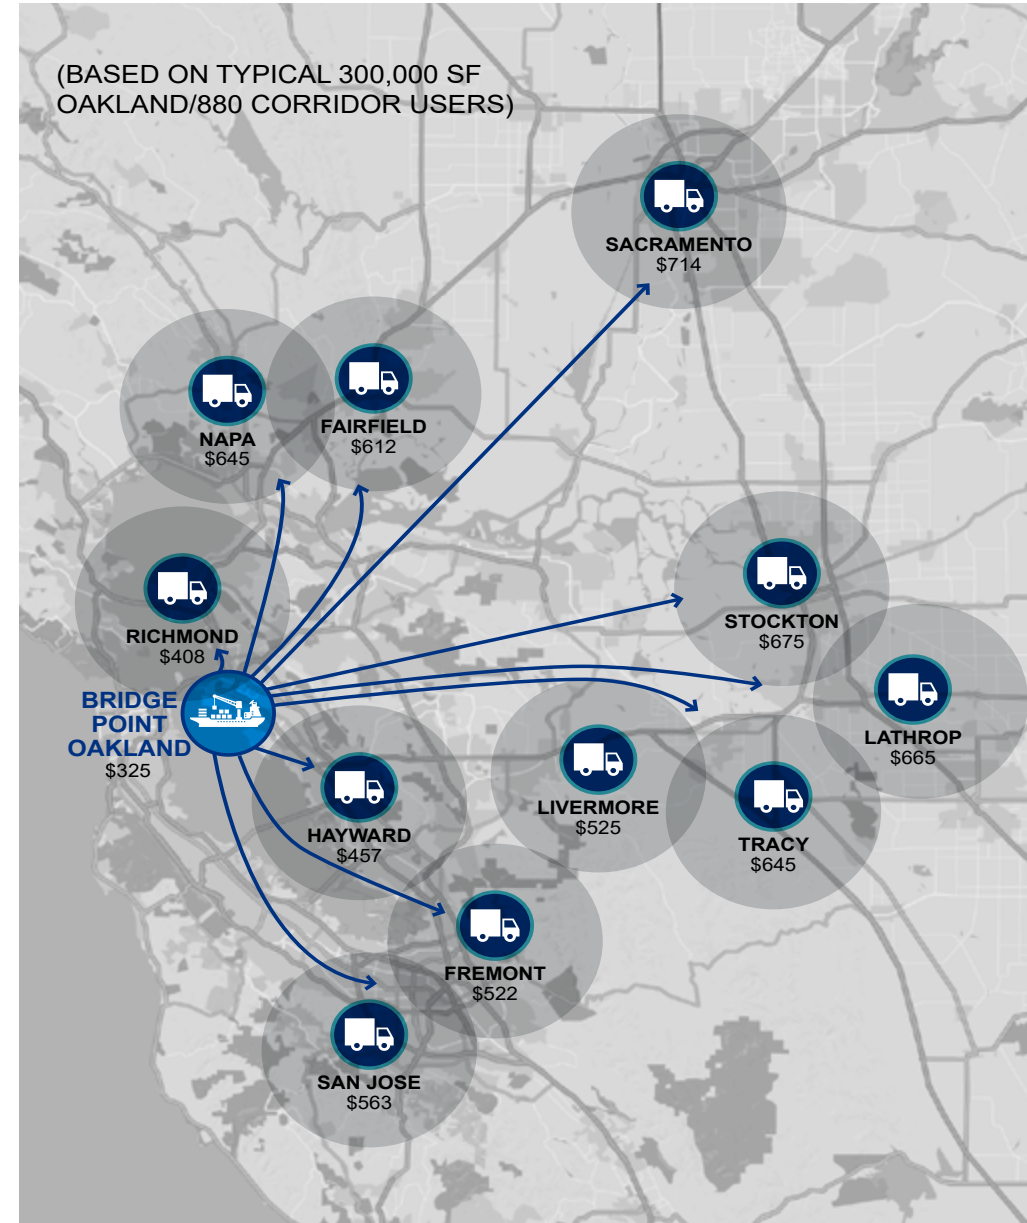 (BASED ON TYPICAL 300,000 SF
OAKLAND/880 CORRIDOR USERS)
SACRAMENTO
$714
NAPA
$645
FAIRFIELD
$612
RICHMOND
$408
STOCKTON
$675
BRIDGE
POINT
OAKLAND
$325
LATHROP
$665
LIVERMORE
$525
HAYWARD
$457
TRACY
$645
FREMONT
$522
SAN JOSE
$563